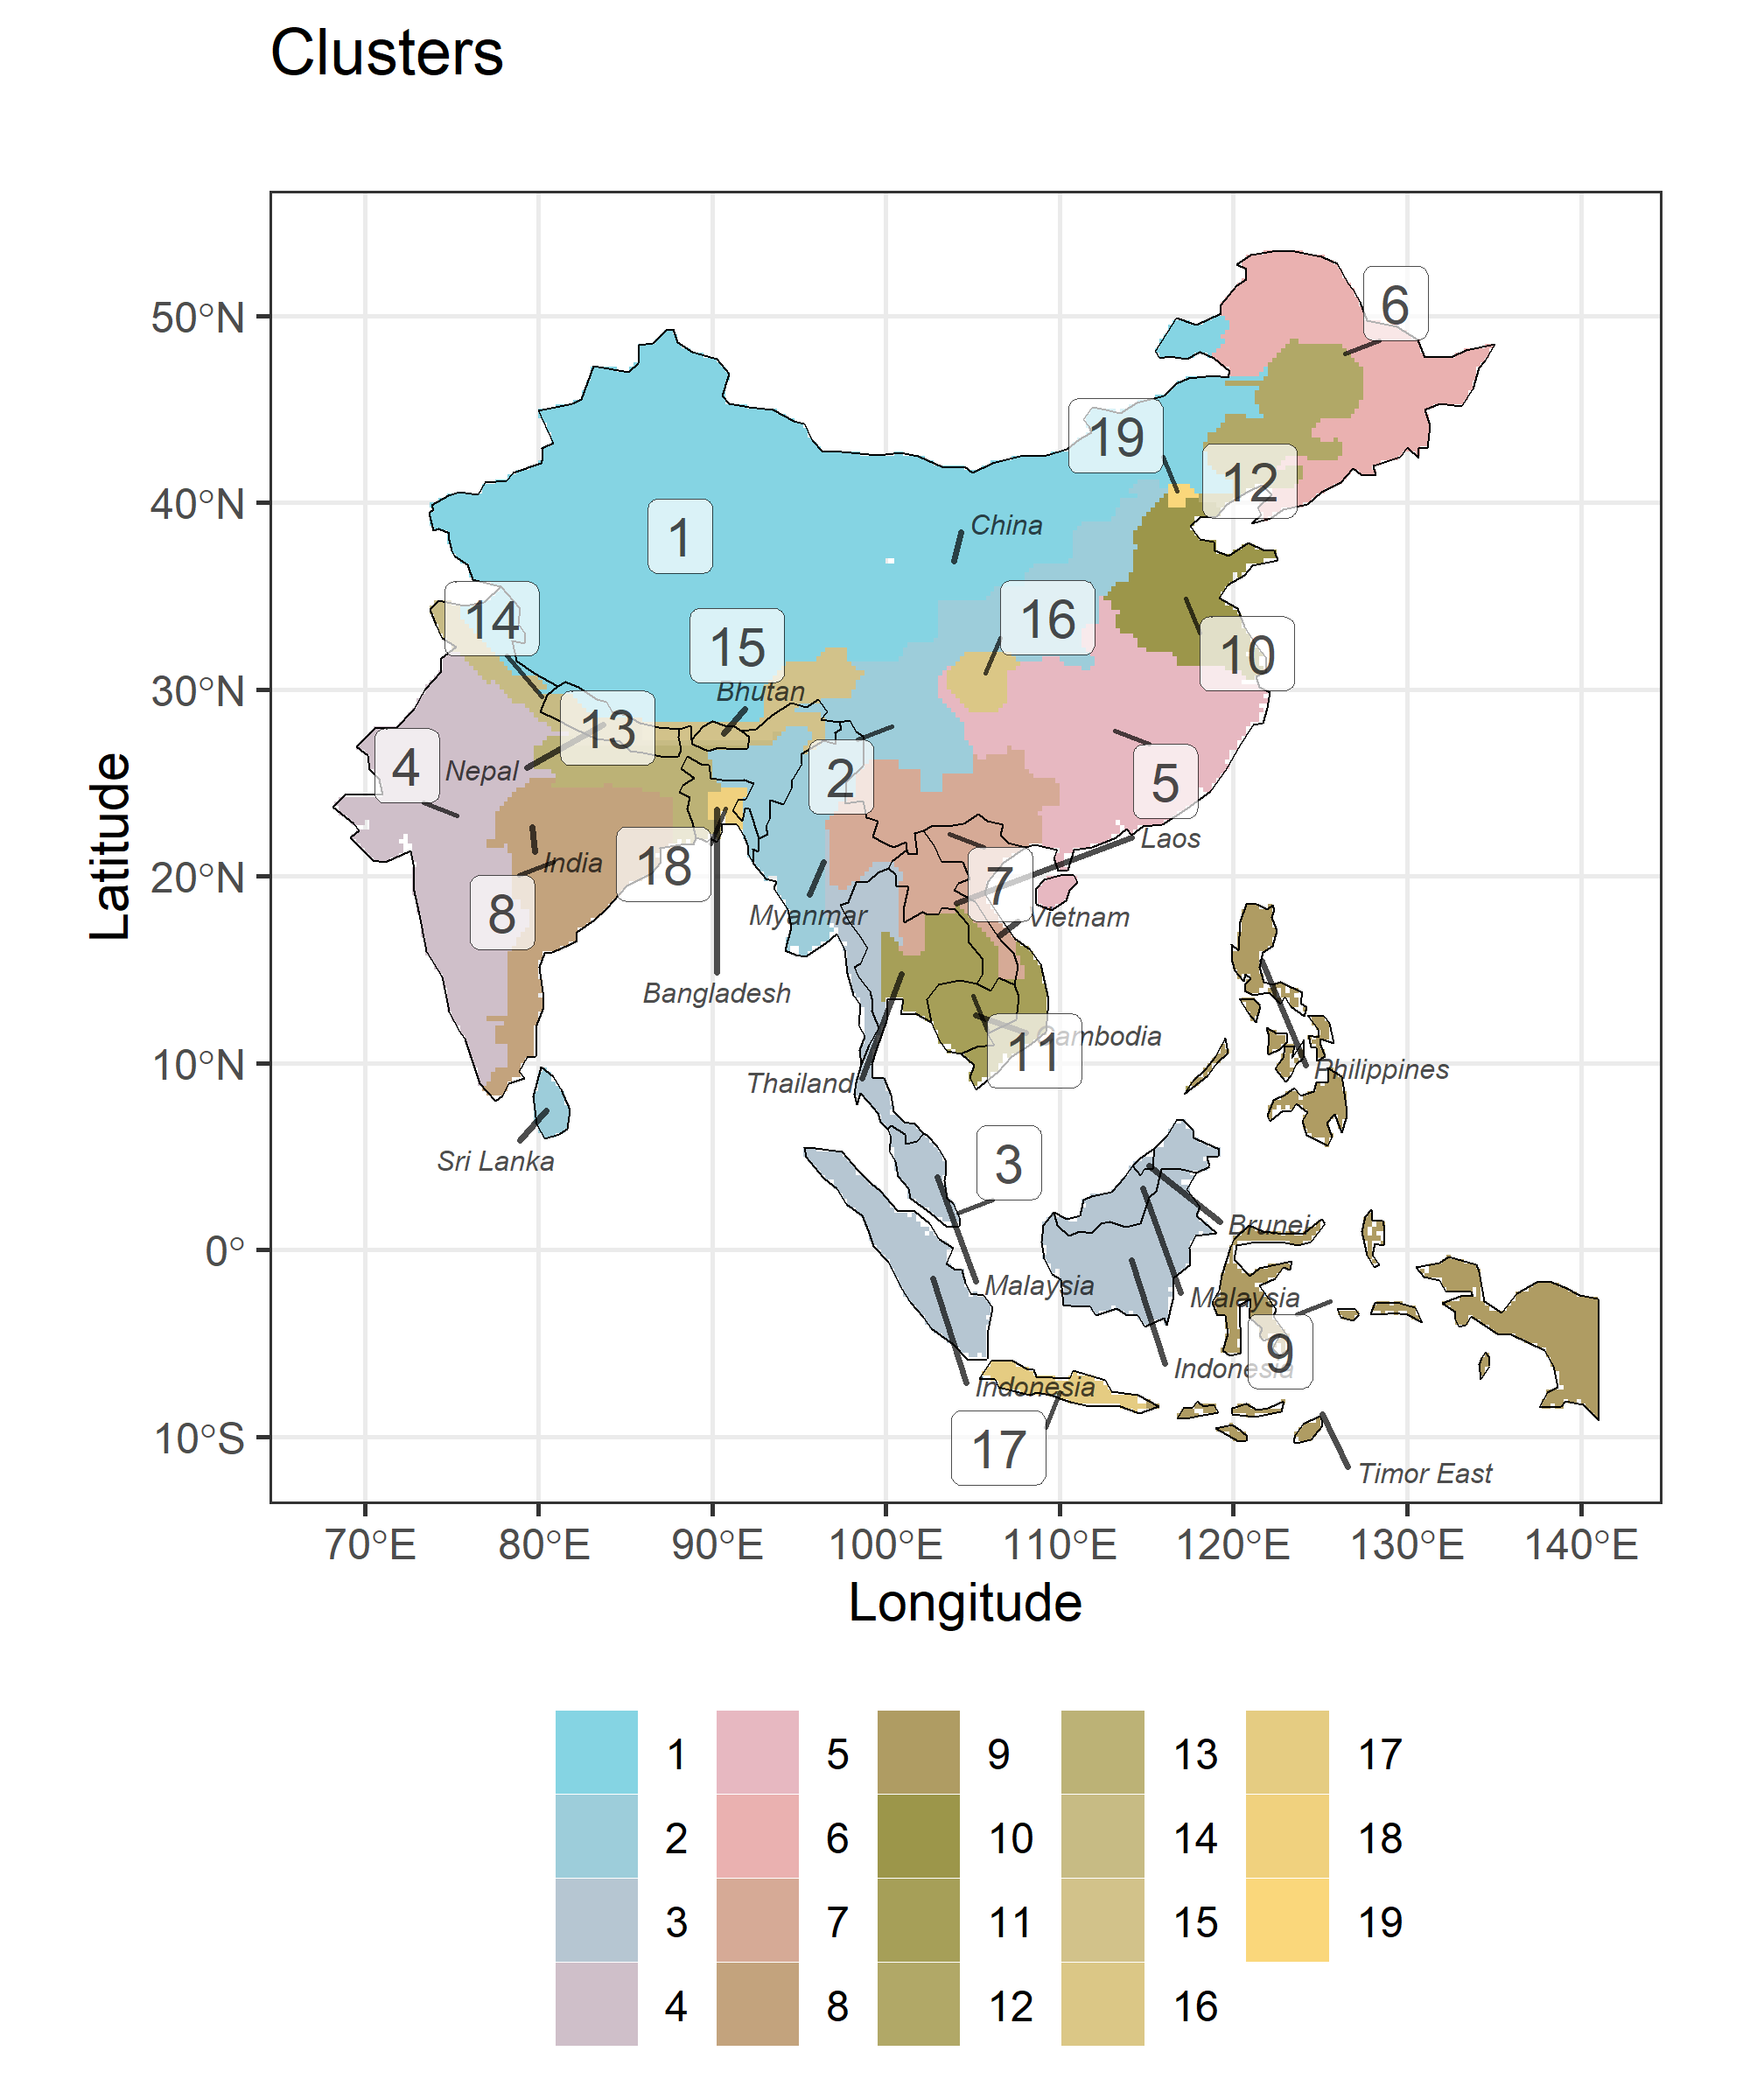 Clusters
50°N
6
19
12
40°N
China
1
14
16
15
10
30°N
Bhutan
13
4
Nepal
2
5
Laos
India
18
20°N
7
8
Myanmar
Vietnam
Bangladesh
Cambodia
11
10°N
Thailand
Philippines
Sri Lanka
3
Brunei
0°
Malaysia
Malaysia
9
Indonesia
Indonesia
17
10°S
Timor East
Latitude
70°E 80°E 90°E 100°E 110°E 120°E 130°E 140°E
Longitude
1 5 9 13 17
2 6 10 14 18
3 7 11 15 19
4 8 12 16